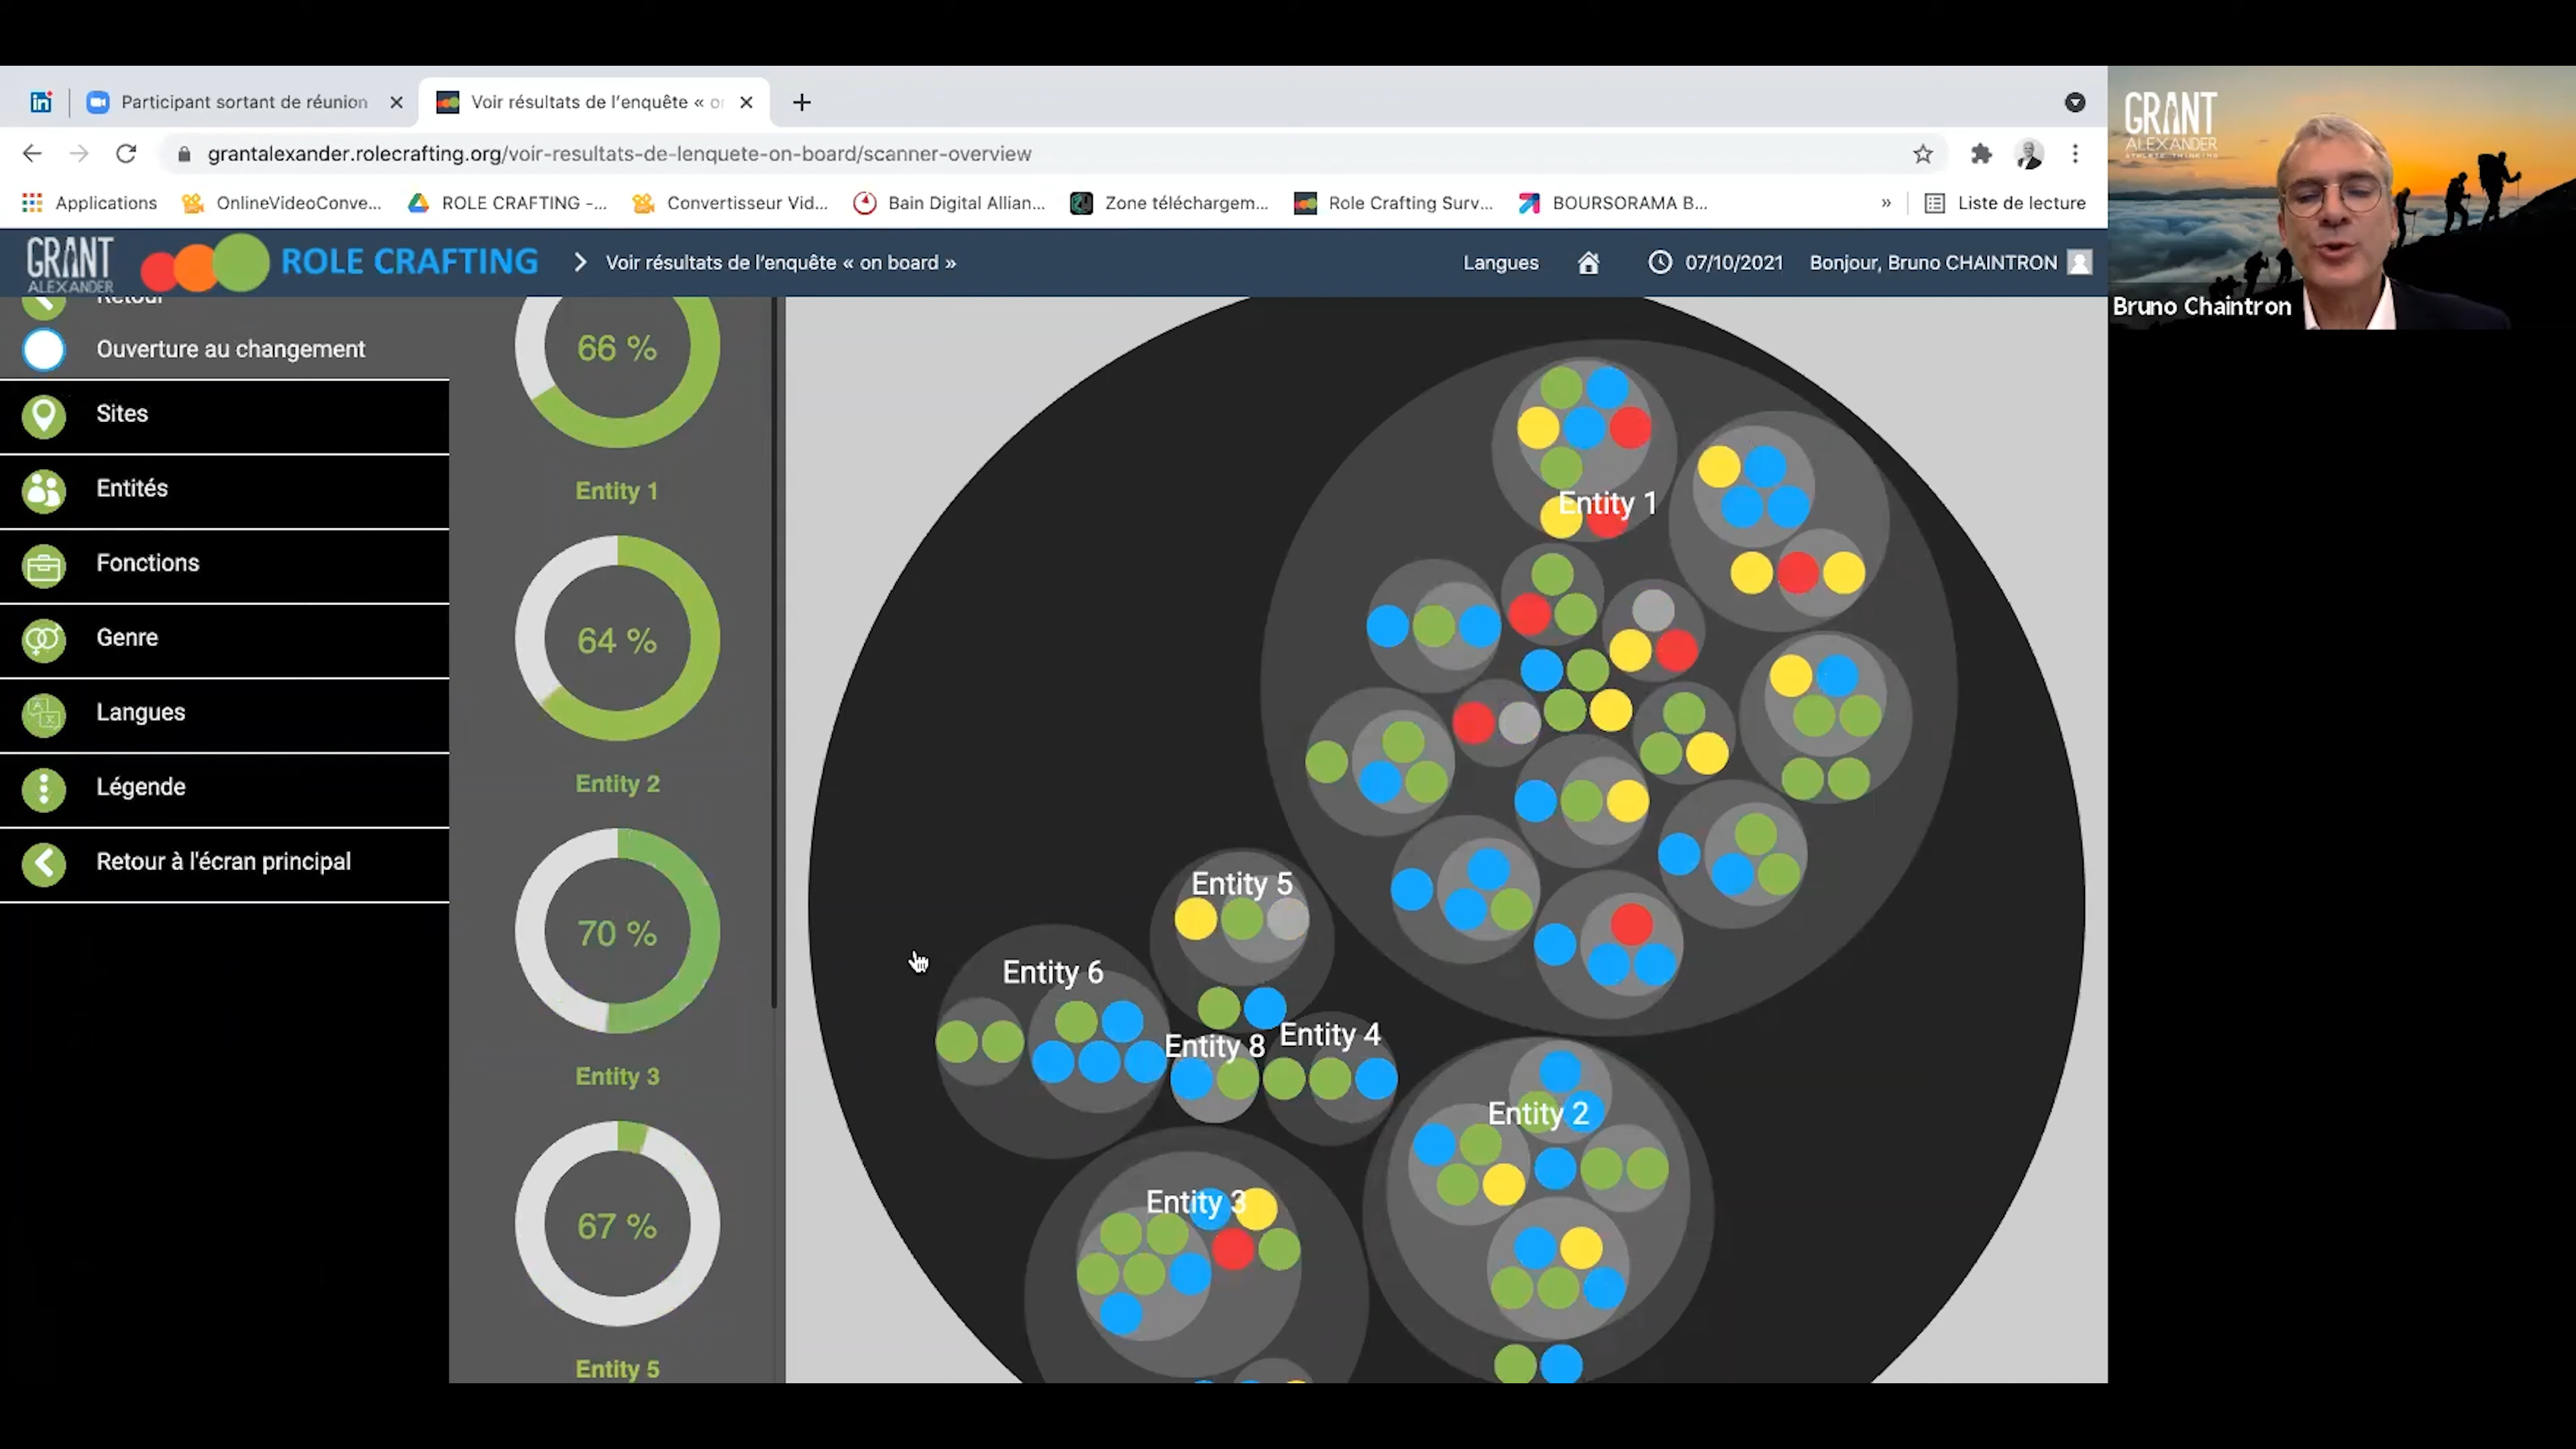 Participant sortant de réunion
Voir résultats de l'enquête « o
grantalexander.rolecrafting.org/voir-resultats-de-lenquete-on-board/scanner-overview
Applications
OnlineVideoConve...
ROLE CRAFTING -...
Convertisseur Vid...
Bain Digital Allian...
Zone téléchargem...
Role Crafting Surv...
BOURSORAMA B...
»
Liste de lecture
GRANT
ALEXANDER
ROLE CRAFTING
Voir résultats de l'enquête « on board »
Langues
07/10/2021
Bonjour, Bruno CHAINTRON
GRANT
ALEXANDER
ATHLETE THINKING
Bruno Chaintron
Retour
Ouverture au changement
Sites
Entités
Fonctions
Genre
Langues
Légende
Retour à l'écran principal
66 %
Entity 1
64 %
Entity 2
70 %
Entity 3
67 %
Entity 5
Entity 1
Entity 5
Entity 6
Entity 8
Entity 4
Entity 2
Entity 3